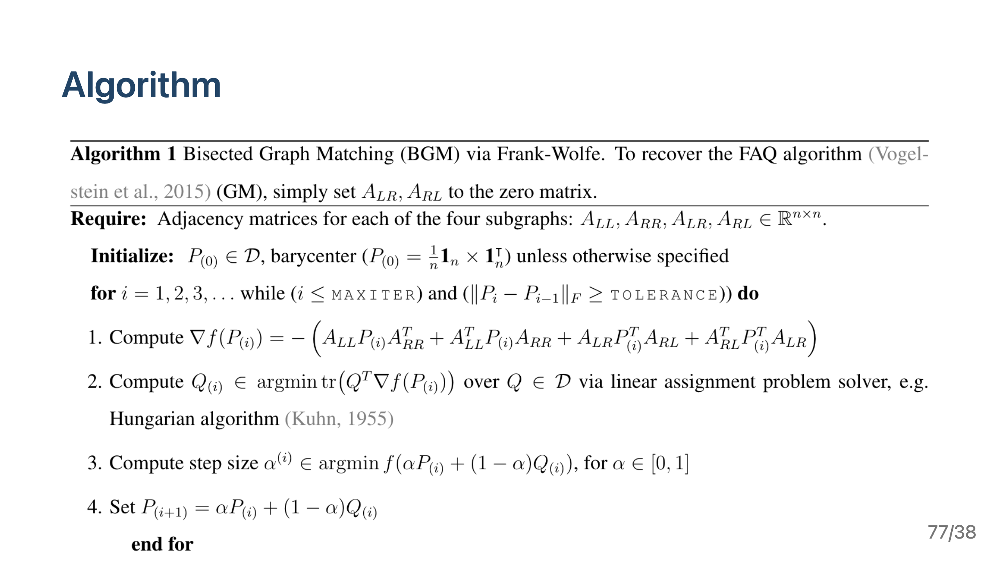 Algorithm
Algorithm 1 Bisected Graph Matching (BGM) via Frank-Wolfe. To recover the FAQ algorithm (Vogel-
stein et al., 2015) (GM), simply set $A_{LR}, A_{RL}$ to the zero matrix.
Require: Adjacency matrices for each of the four subgraphs: $A_{LL}, A_{RR}, A_{LR}, A_{RL} \in \mathbb{R}^{n \times n}$.
Initialize: $P_{(0)} \in \mathcal{D}$, barycenter ($P_{(0)} = \frac{1}{n}\mathbf{1}_n \times \mathbf{1}_n^\intercal$) unless otherwise specified
for $i = 1, 2, 3, \ldots$ while ($i \leq$ MAXITER) and ($\|P_i - P_{i-1}\|_F \geq$ TOLERANCE)) do
1. Compute $\nabla f(P_{(i)}) = -\left(A_{LL}P_{(i)}A_{RR}^T + A_{LL}^TP_{(i)}A_{RR} + A_{LR}P_{(i)}^TA_{RL} + A_{RL}^TP_{(i)}^TA_{LR}\right)$
2. Compute $Q_{(i)} \in \operatorname{argmin} \operatorname{tr}(Q^T\nabla f(P_{(i)}))$ over $Q \in \mathcal{D}$ via linear assignment problem solver, e.g.
Hungarian algorithm (Kuhn, 1955)
3. Compute step size $\alpha^{(i)} \in \operatorname{argmin} f(\alpha P_{(i)} + (1 - \alpha)Q_{(i)})$, for $\alpha \in [0, 1]$
4. Set $P_{(i+1)} = \alpha P_{(i)} + (1 - \alpha)Q_{(i)}$
77/38
end for